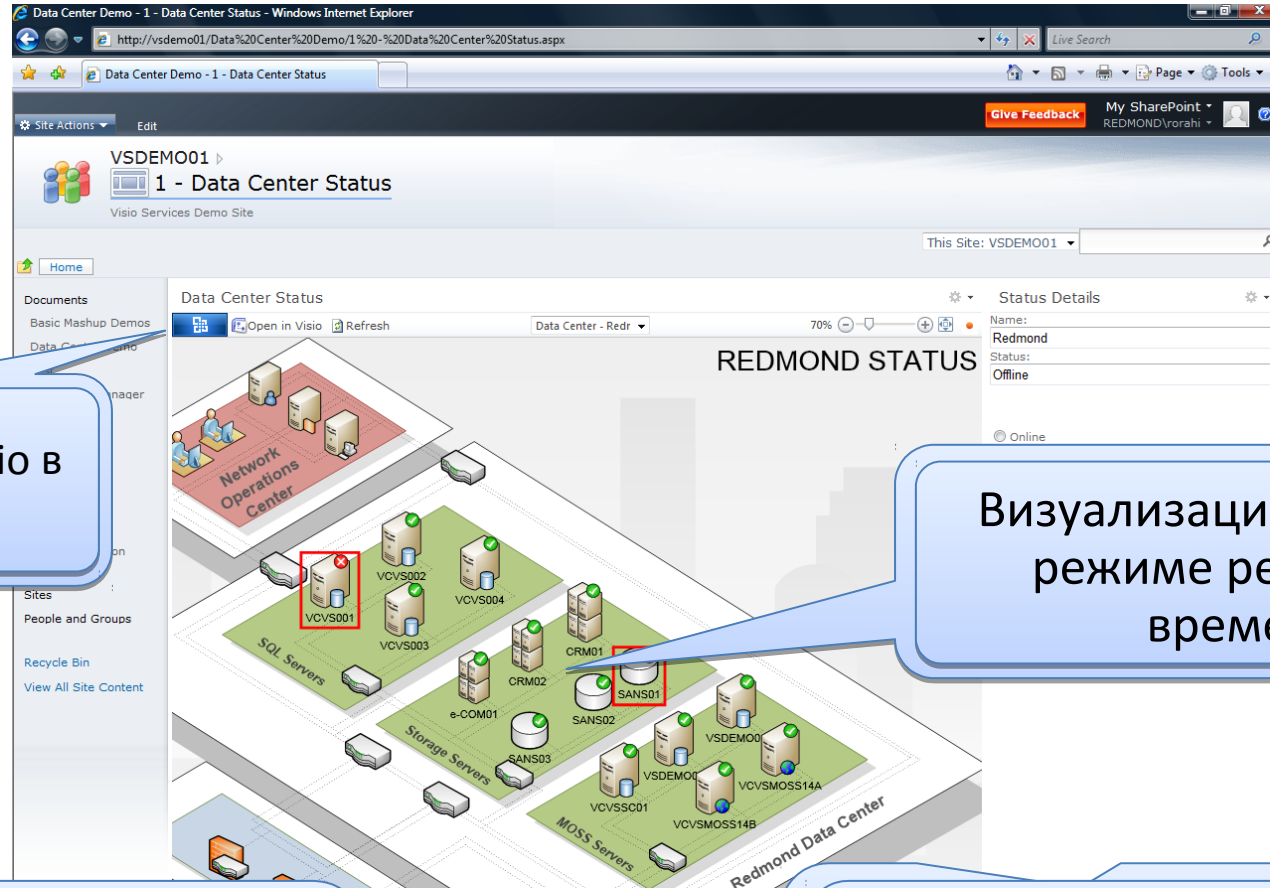 Data Center Demo - 1 - Data Center Status - Windows Internet Explorer
http://vsdemo01/Data%20Center%20Demo/1%20-%20Data%20Center%20Status.aspx
Live Search
Data Center Demo - 1 - Data Center Status
Page
Tools
Site Actions
Edit
Give Feedback
My SharePoint
REDMOND\rorahi
VSDEMO01
1 - Data Center Status
Visio Services Demo Site
This Site: VSDEMO01
Home
Documents
Basic Mashup Demos
Sites
People and Groups
Recycle Bin
View All Site Content
Data Center Status
Open in Visio
Refresh
Data Center - Redr
70%
REDMOND STATUS
Network
Operations
Center
VCVS001
VCVS002
VCVS003
VCVS004
SQL Servers
CRM01
CRM02
e-COM01
SANS01
SANS02
SANS03
Storage Servers
VSDEMO0
VSDEMO0
VCVSSC01
VCVSMOSS14A
VCVSMOSS14B
MOSS Servers
Redmond Data Center
Status Details
Name:
Redmond
Status:
Offline
Online
io в
Визуализаци
режиме ре
време